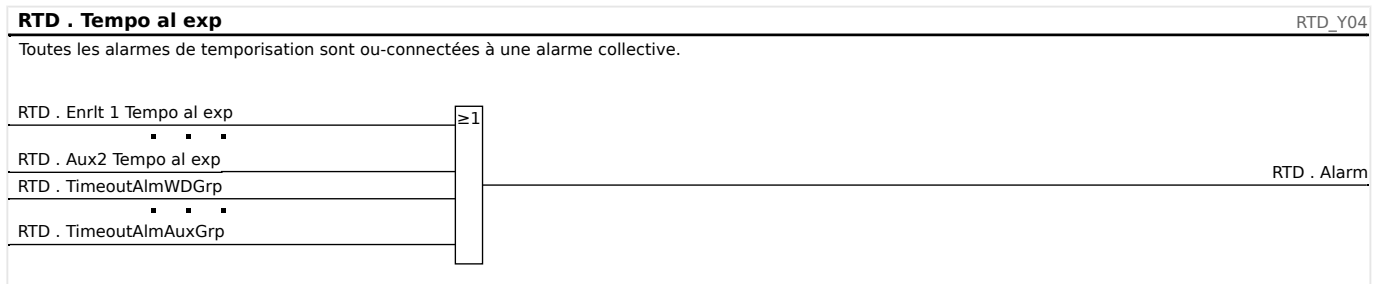 RTD . Tempo al exp
RTD_Y04
Toutes les alarmes de temporisation sont ou-connectées à une alarme collective.
RTD . Enrlt 1 Tempo al exp
≥1
RTD . Aux2 Tempo al exp
RTD . Alarm
RTD . TimeoutAlmWDGrp
RTD . TimeoutAlmAuxGrp